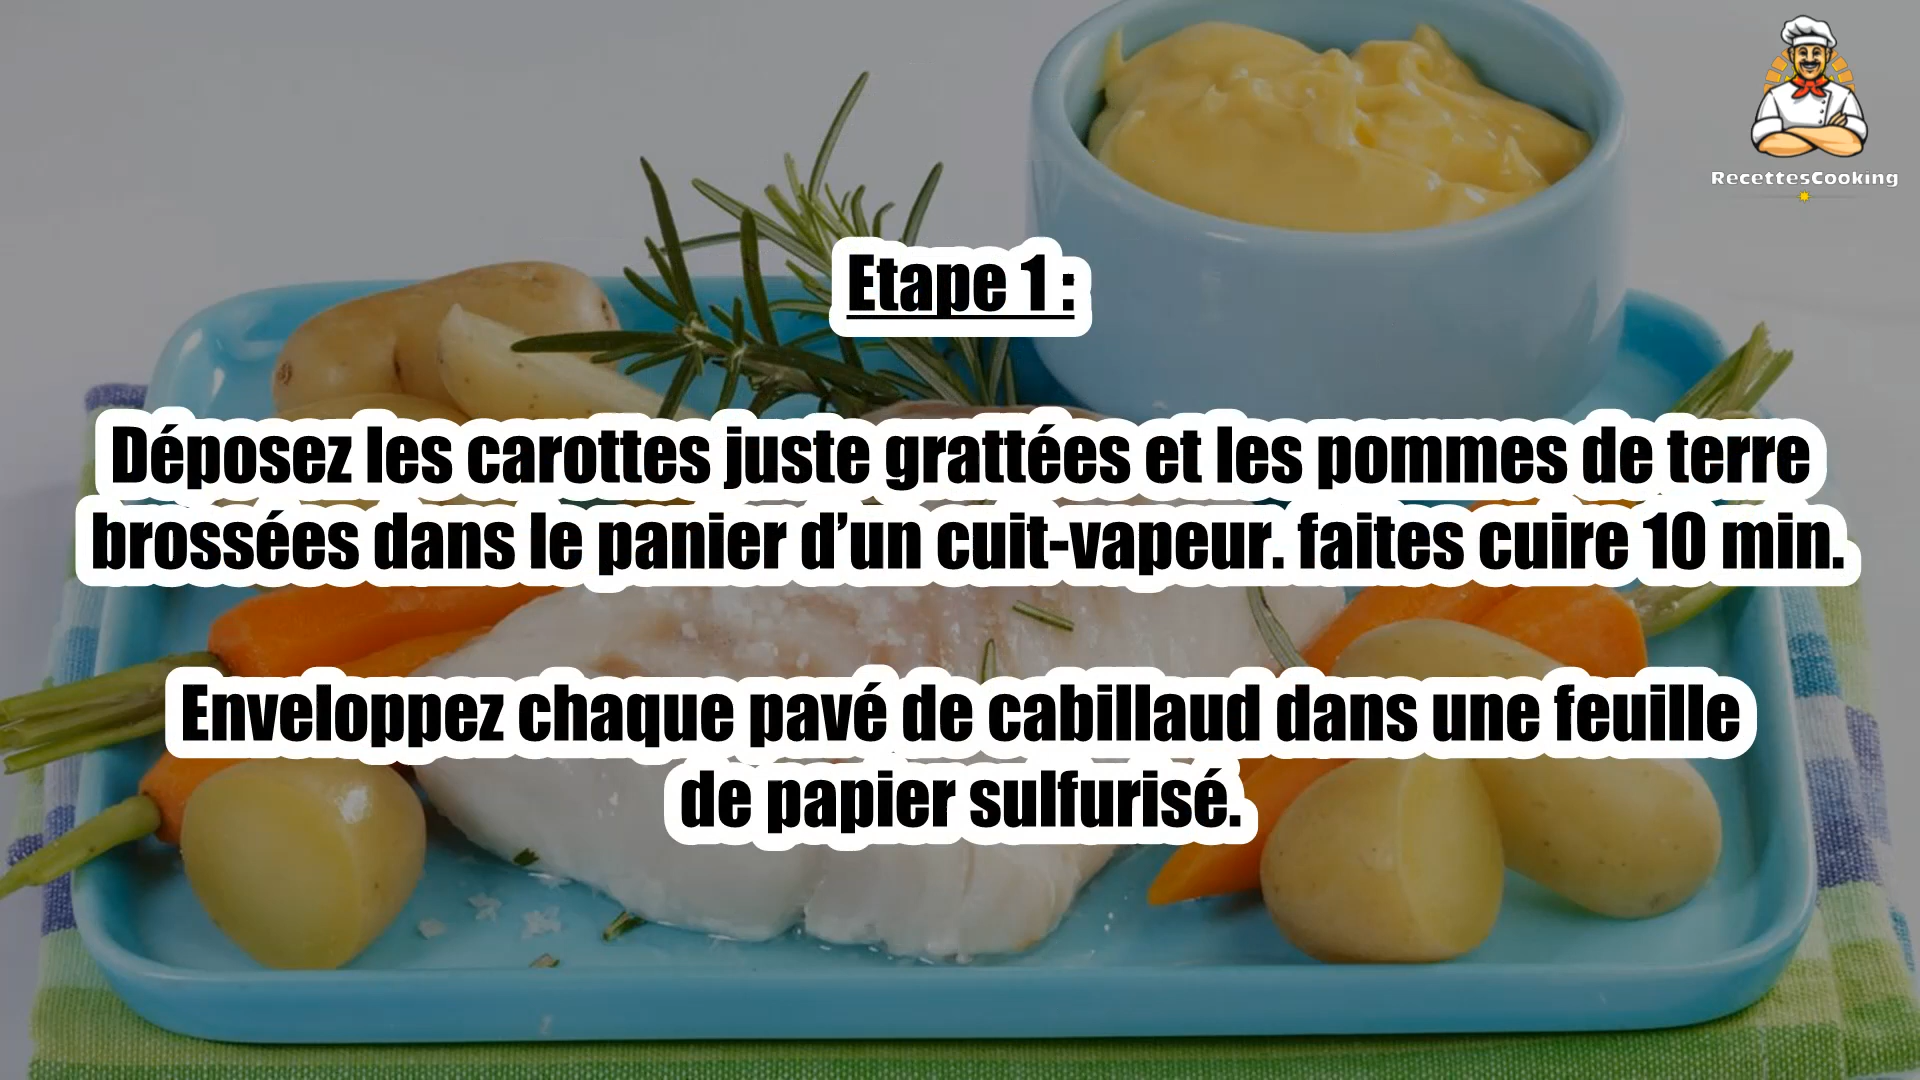 RecettesCooking
Etape 1 :
Déposez les carottes juste grattées et les pommes de terre
brossées dans le panier d’un cuit-vapeur. faites cuire 10 min.
Enveloppez chaque pavé de cabillaud dans une feuille
de papier sulfurisé.